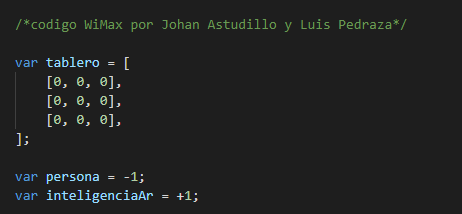 /*codigo WiMax por Johan Astudillo y Luis Pedraza*/
var tablero = [
    [0, 0, 0],
    [0, 0, 0],
    [0, 0, 0],
];
var persona = -1;
var inteligenciaAr = +1;